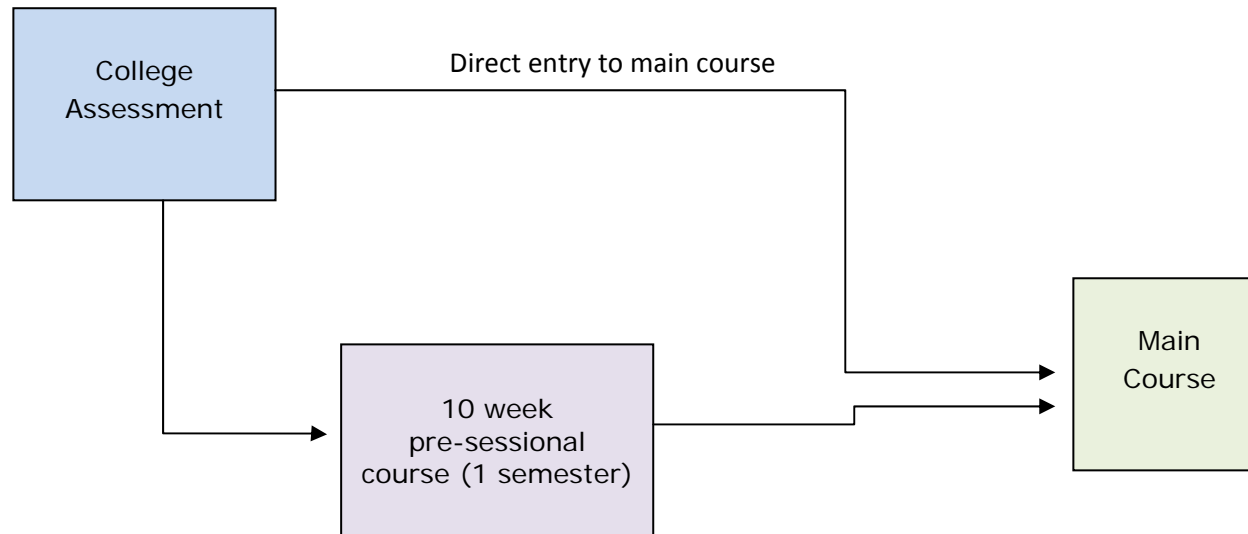 College
Assessment
Direct entry to main course
Main
Course
10 week
pre-sessional
course (1 semester)